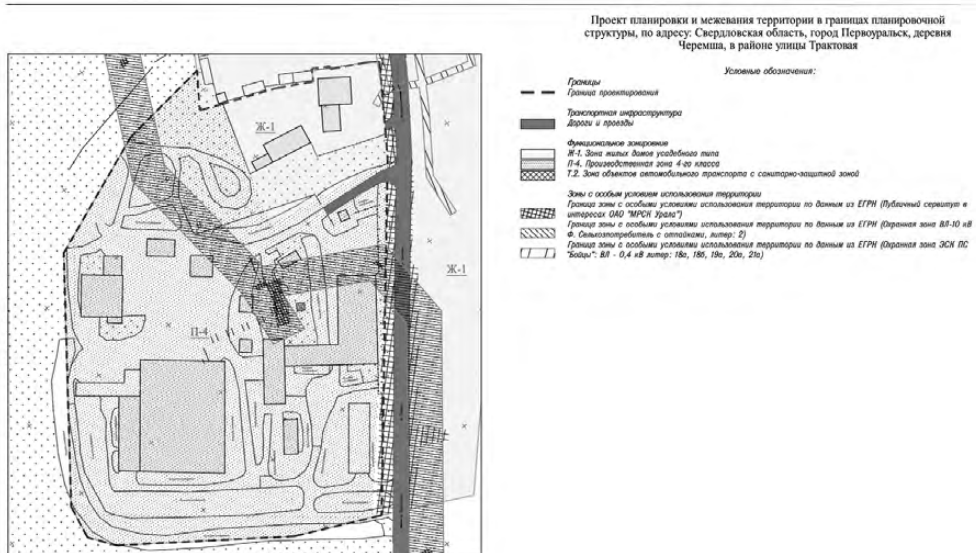 Проект планировки и межевания территории в границах планировочной
структуры, по адресу: Свердловская область, город Первоуральск, деревня
Черемша, в районе улицы Трактовая
Условные обозначения:
Границы
Граница проектирования
Транспортная инфраструктура
Дороги и проезды
Функциональное зонирование
Ж-1. Зона жилых домов усадебного типа
П-4. Производственная зона 4-го класса
Т.2. Зона объектов автомобильного транспорта с санитарно-защитной зоной
Зоны с особым условием использования территории
Граница зоны с особыми условиями использования территории по данным из ЕГРН (Публичный сервитут в
интересах ОАО "МРСК Урала")
Граница зоны с особыми условиями использования территории по данным из ЕГРН (Охранная зона ВЛ-10 кВ
Ф. Сельхозпотребитель с отпайками, литер: 2)
Граница зоны с особыми условиями использования территории по данным из ЕГРН (Охранная зона ЭСК ПС
"Бойцы": ВЛ - 0,4 кВ литер: 18а, 18б, 19а, 20а, 21а)
Ж-1
Ж-1
П-4